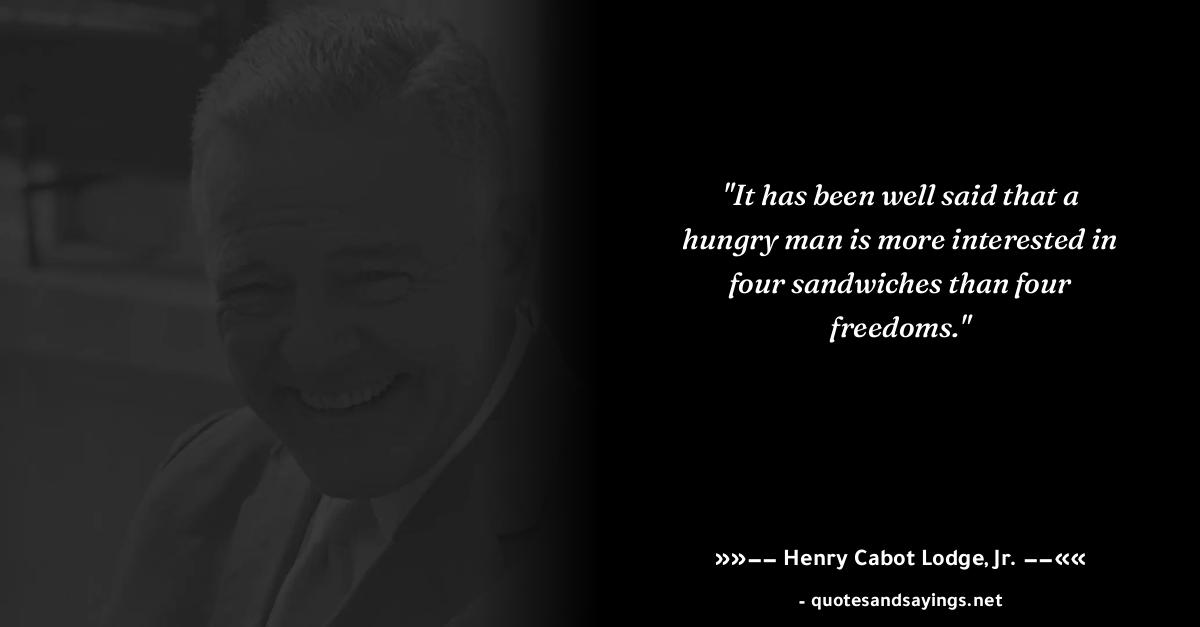 "It has been well said that a
hungry man is more interested in
four sandwiches than four
freedoms."
»»—— Henry Cabot Lodge, Jr. ——««
- quotesandsayings.net